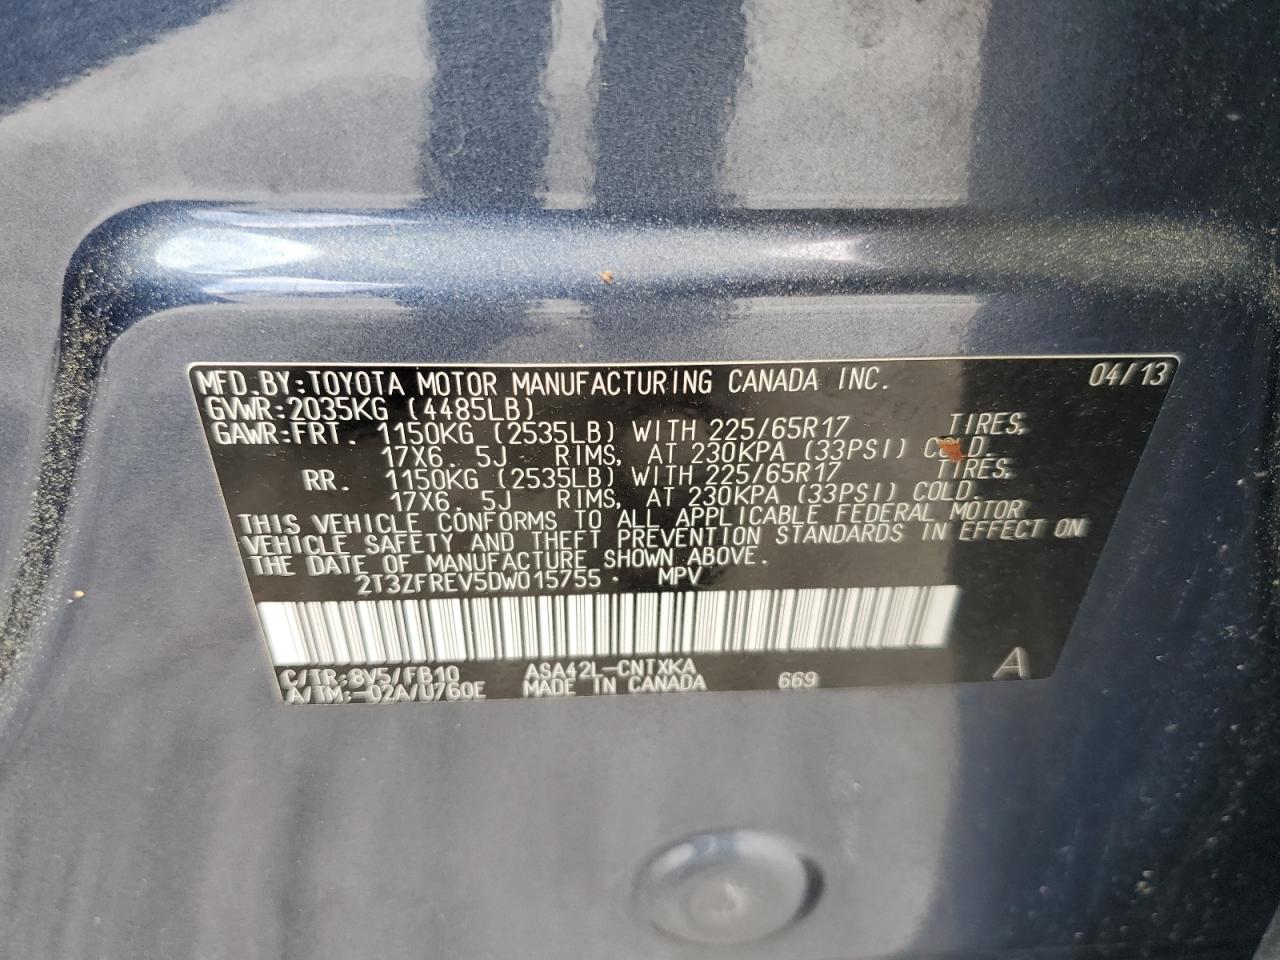 MFD. BY:TOYOTA MOTOR MANUFACTURING CANADA INC. 04/13
GVWR:2035KG (4485LB)
GAWR:FRT. 1150KG (2535LB) WITH 225/65R17 TIRES,
17X6. 5J RIMS, AT 230KPA (33PSI) COLD.
RR. 1150KG (2535LB) WITH 225/65R17 TIRES,
17X6. 5J RIMS, AT 230KPA (33PSI) COLD.
THIS VEHICLE CONFORMS TO ALL APPLICABLE FEDERAL MOTOR
VEHICLE SAFETY AND THEFT PREVENTION STANDARDS IN EFFECT ON
THE DATE OF MANUFACTURE SHOWN ABOVE.
2T3ZFREV5DW015755 · MPV
C/TR:8V5/FB10 ASA42L-CNTXKA
A/TM:-02A/U760E MADE IN CANADA 669 A